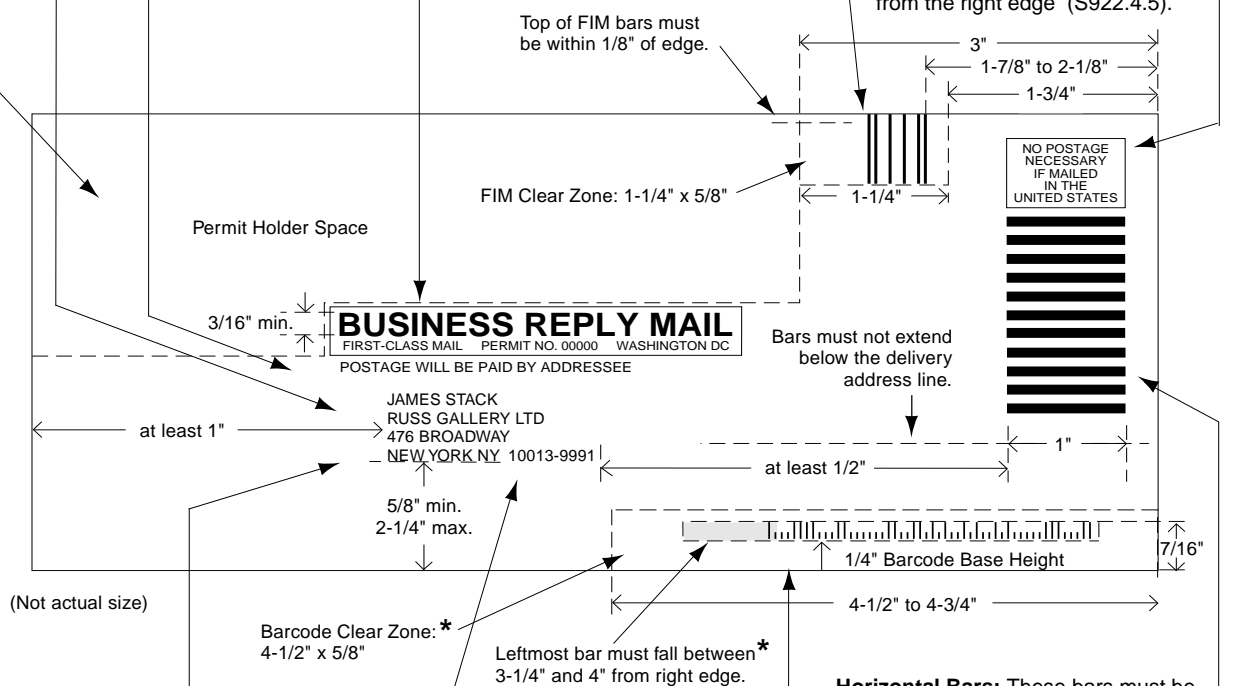 from the right edge (S922.4.5).
Top of FIM bars must
be within 1/8" of edge.
3"
1-7/8" to 2-1/8"
1-3/4"
NO POSTAGE
NECESSARY
IF MAILED
IN THE
UNITED STATES
FIM Clear Zone: 1-1/4" x 5/8"
1-1/4"
Permit Holder Space
3/16" min.
BUSINESS REPLY MAIL
FIRST-CLASS MAIL PERMIT NO. 00000 WASHINGTON DC
POSTAGE WILL BE PAID BY ADDRESSEE
Bars must not extend
below the delivery
address line.
JAMES STACK
RUSS GALLERY LTD
476 BROADWAY
NEW YORK NY 10013-9991
at least 1"
1"
at least 1/2"
5/8" min.
2-1/4" max.
7/16"
1/4" Barcode Base Height
(Not actual size)
4-1/2" to 4-3/4"
Barcode Clear Zone:*
4-1/2" x 5/8"
Leftmost bar must fall between*
3-1/4" and 4" from right edge.
Horizontal Bars: These bars must be